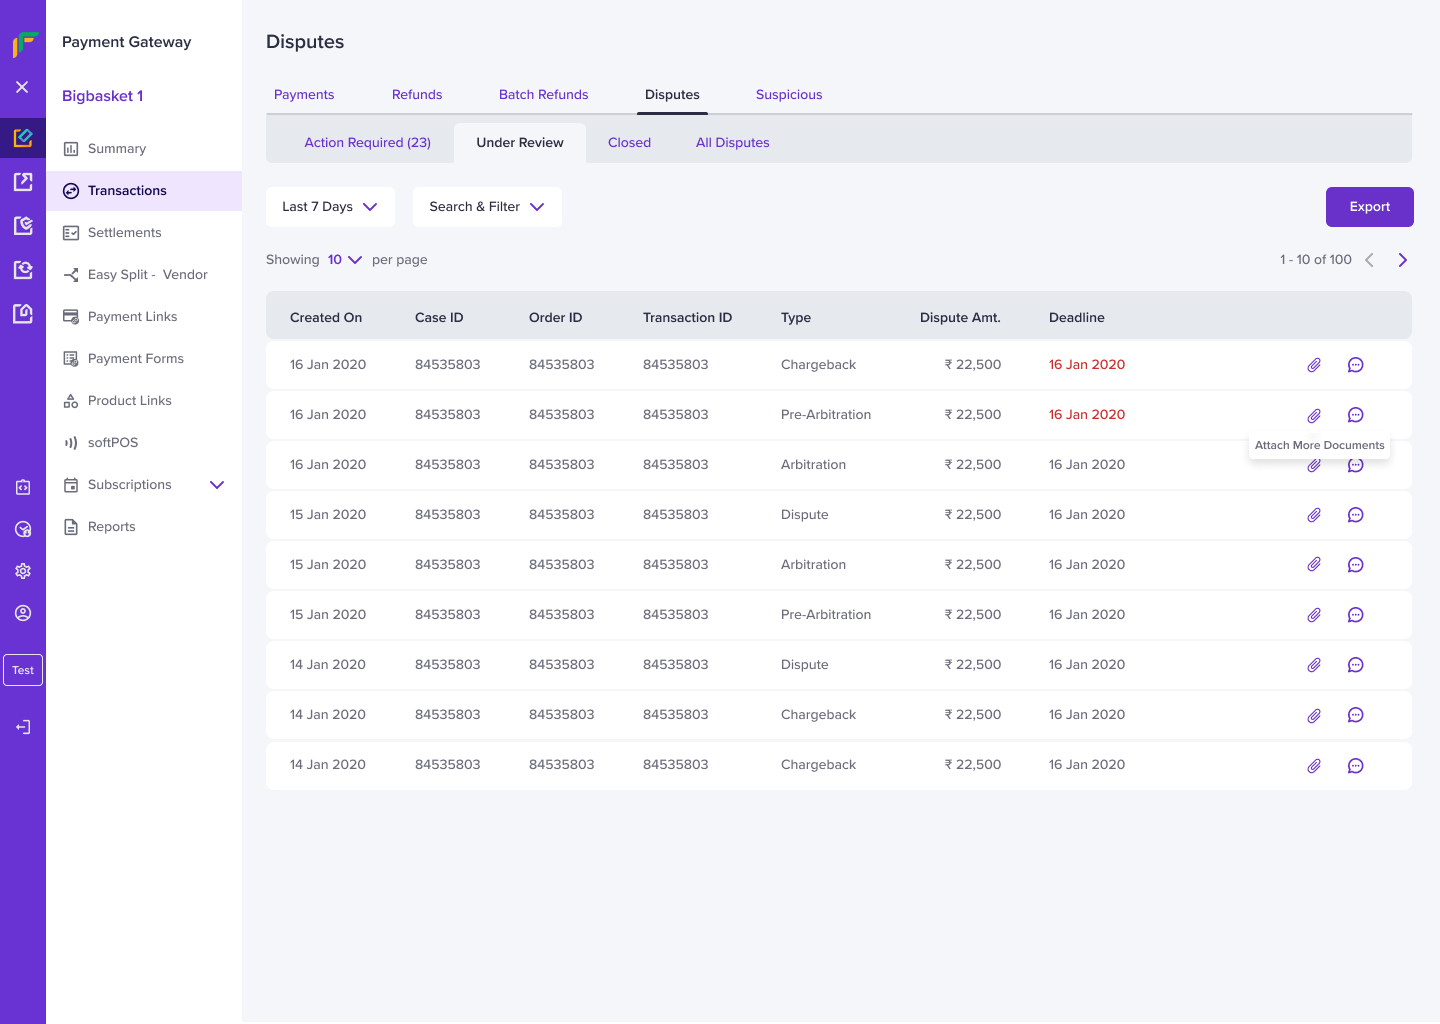 Payment Gateway
Bigbasket 1
Summary
Transactions
Settlements
Easy Split - Vendor
Payment Links
Payment Forms
Product Links
softPOS
Subscriptions
Reports
Test
Disputes
Payments Refunds Batch Refunds Disputes Suspicious
Action Required (23) Under Review Closed All Disputes
Last 7 Days Search & Filter Export
Showing 10 per page 1 - 10 of 100
Created On Case ID Order ID Transaction ID Type Dispute Amt. Deadline
16 Jan 2020 84535803 84535803 84535803 Chargeback ₹ 22,500 16 Jan 2020
16 Jan 2020 84535803 84535803 84535803 Pre-Arbitration ₹ 22,500 16 Jan 2020
Attach More Documents
16 Jan 2020 84535803 84535803 84535803 Arbitration ₹ 22,500 16 Jan 2020
15 Jan 2020 84535803 84535803 84535803 Dispute ₹ 22,500 16 Jan 2020
15 Jan 2020 84535803 84535803 84535803 Arbitration ₹ 22,500 16 Jan 2020
15 Jan 2020 84535803 84535803 84535803 Pre-Arbitration ₹ 22,500 16 Jan 2020
14 Jan 2020 84535803 84535803 84535803 Dispute ₹ 22,500 16 Jan 2020
14 Jan 2020 84535803 84535803 84535803 Chargeback ₹ 22,500 16 Jan 2020
14 Jan 2020 84535803 84535803 84535803 Chargeback ₹ 22,500 16 Jan 2020